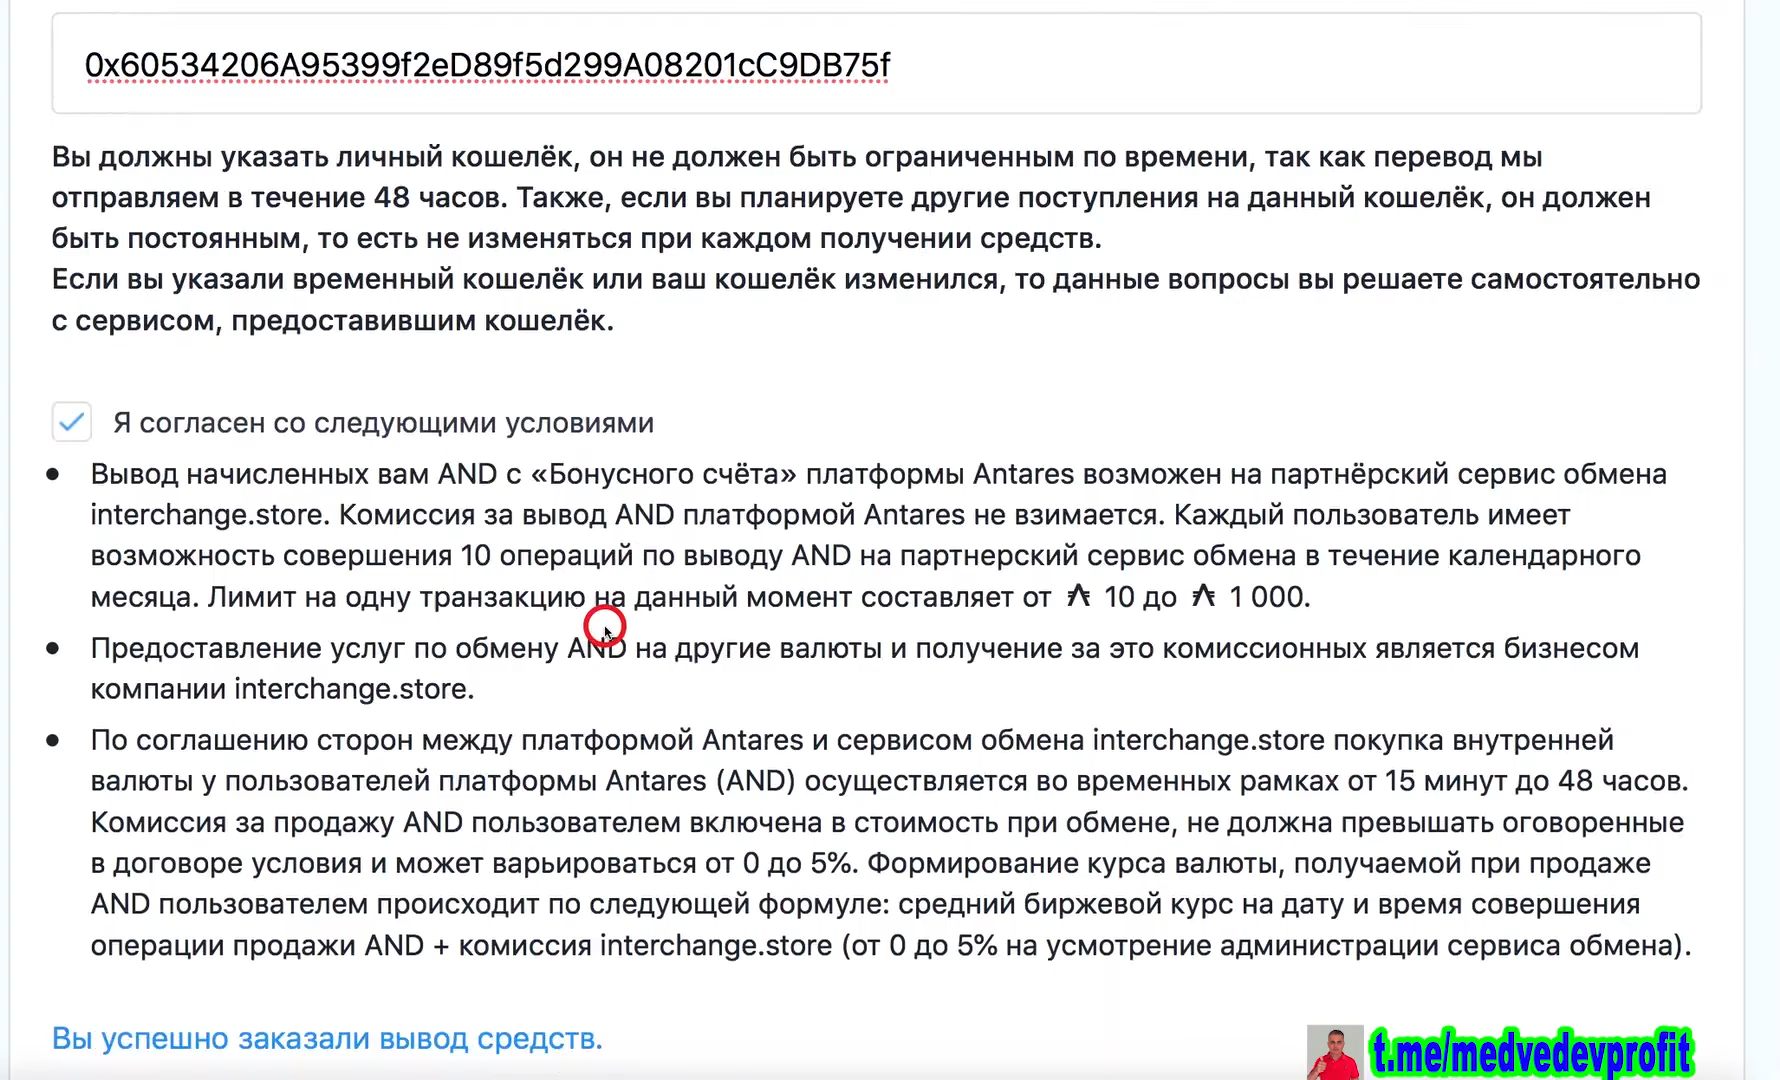 0x60534206A95399f2eD89f5d299A08201cC9DB75f
Вы должны указать личный кошелёк, он не должен быть ограниченным по времени, так как перевод мы
отправляем в течение 48 часов. Также, если вы планируете другие поступления на данный кошелёк, он должен
быть постоянным, то есть не изменяться при каждом получении средств.
Если вы указали временный кошелёк или ваш кошелёк изменился, то данные вопросы вы решаете самостоятельно
с сервисом, предоставившим кошелёк.
Я согласен со следующими условиями
• Вывод начисленных вам AND с «Бонусного счёта» платформы Antares возможен на партнёрский сервис обмена
interchange.store. Комиссия за вывод AND платформой Antares не взимается. Каждый пользователь имеет
возможность совершения 10 операций по выводу AND на партнерский сервис обмена в течение календарного
месяца. Лимит на одну транзакцию на данный момент составляет от 10 до 1 000.
• Предоставление услуг по обмену AND на другие валюты и получение за это комиссионных является бизнесом
компании interchange.store.
• По соглашению сторон между платформой Antares и сервисом обмена interchange.store покупка внутренней
валюты у пользователей платформы Antares (AND) осуществляется во временных рамках от 15 минут до 48 часов.
Комиссия за продажу AND пользователем включена в стоимость при обмене, не должна превышать оговоренные
в договоре условия и может варьироваться от 0 до 5%. Формирование курса валюты, получаемой при продаже
AND пользователем происходит по следующей формуле: средний биржевой курс на дату и время совершения
операции продажи AND + комиссия interchange.store (от 0 до 5% на усмотрение администрации сервиса обмена).
Вы успешно заказали вывод средств.
t.me/medvedevprofit